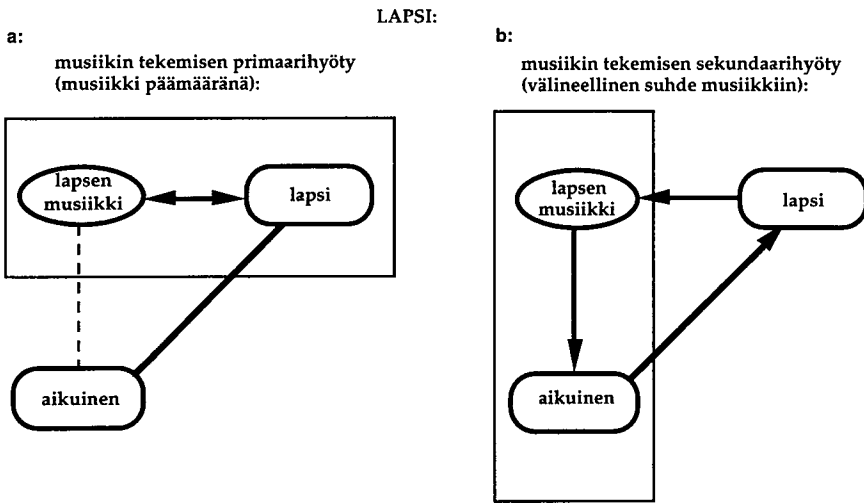 LAPSI:
a:
musiikin tekemisen primaarihyöty
(musiikki päämääränä):
lapsen
musiikki
lapsi
aikuinen
b:
musiikin tekemisen sekundaarihyöty
(välineellinen suhde musiikkiin):
lapsen
musiikki
lapsi
aikuinen